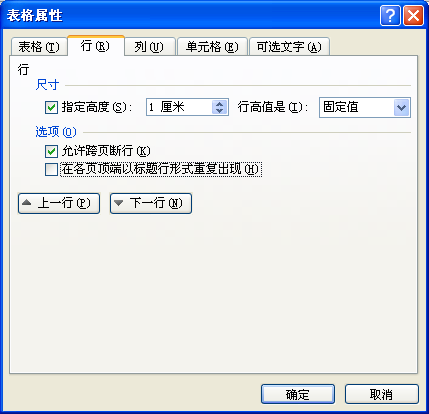 表格属性
表格(T) 行(R) 列(U) 单元格(E) 可选文字(A)
行
尺寸
指定高度(S): 1 厘米 行高值是(I): 固定值
选项(O)
允许跨页断行(K)
在各页顶端以标题行形式重复出现(H)
上一行(P) 下一行(N)
确定 取消